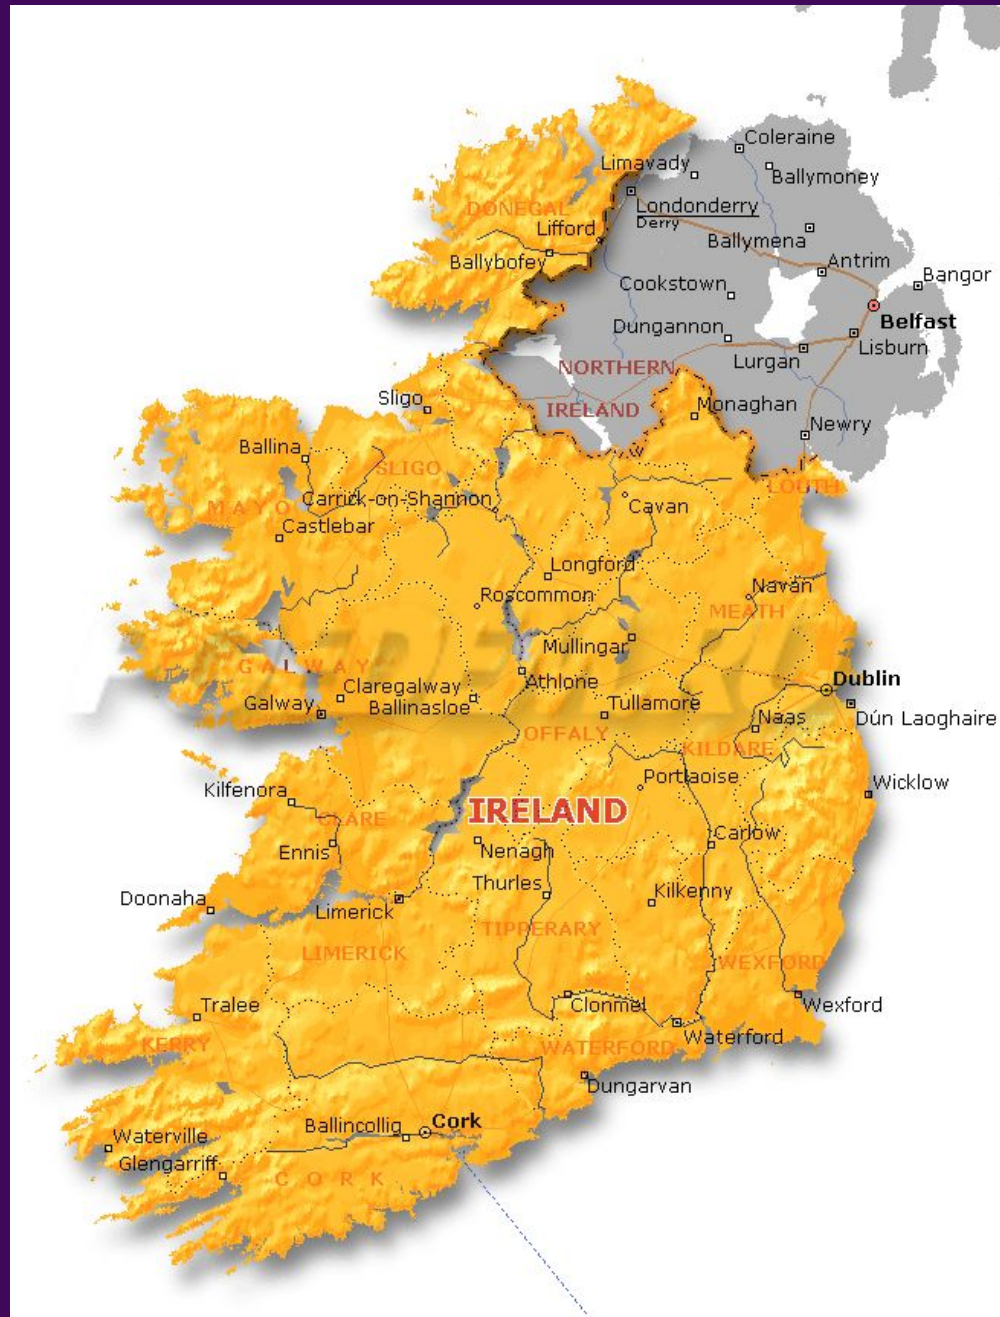 Coleraine
Limavady
Ballymoney
DONEGAL
Londonderry
Derry
Lifford
Ballymena
Ballybofey
Antrim
Bangor
Cookstown
Belfast
Dungannon
Lisburn
Lurgan
NORTHERN
IRELAND
Sligo
Monaghan
Newry
Ballina
SLIGO
LOUTH
Carrick-on-Shannon
MAYO
Cavan
Castlebar
Longford
Navan
Roscommon
MEATH
Mullingar
GALWAY
Athlone
Dublin
Claregalway
Galway
Ballinasloe
Tullamore
Dún Laoghaire
Naas
OFFALY
KILDARE
Portlaoise
Wicklow
Kilfenora
IRELAND
CLARE
Carlow
Ennis
Nenagh
Thurles
Kilkenny
Doonaha
Limerick
TIPPERARY
LIMERICK
WEXFORD
Tralee
Clonmel
Wexford
Waterford
KERRY
WATERFORD
Dungarvan
Cork
Ballincollig
Waterville
Glengarriff
CORK